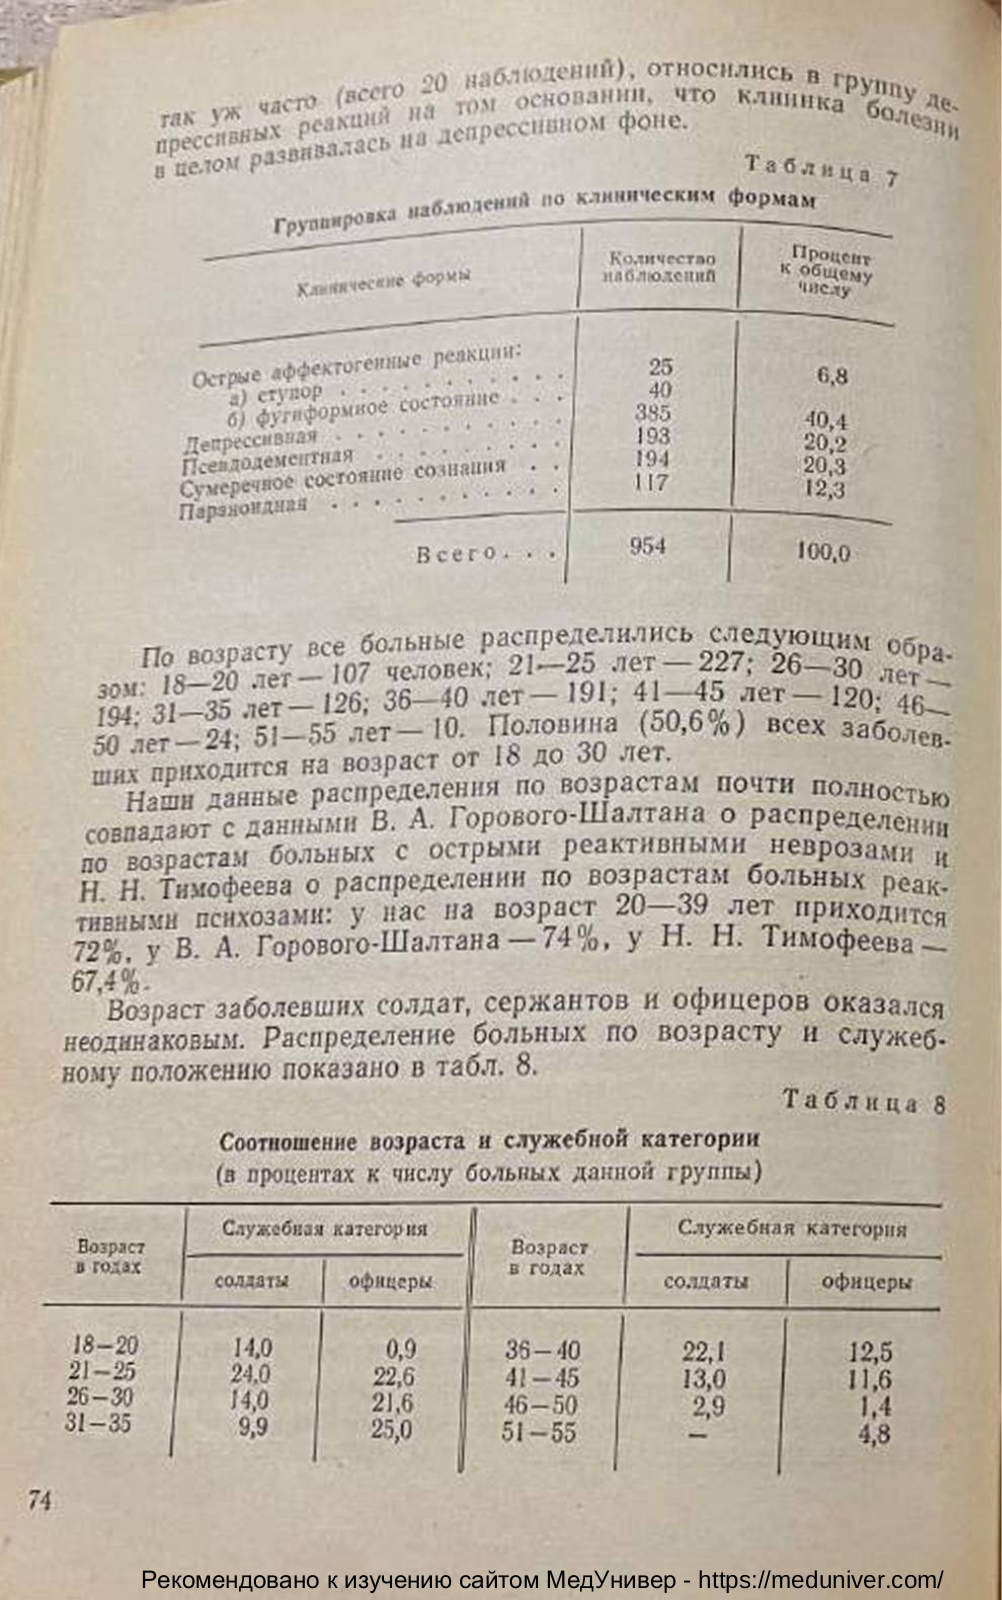 так уж часто (всего 20 наблюдений), относились в группу де-
прессивных реакций на том основании, что клиника болезни
в целом развивалась на депрессивном фоне.
Таблица 7
Группировка наблюдений по клиническим формам
Клинические формы
Количество наблюдений
Процент к общему числу
Острые аффектогенные реакции:
а) ступор . . . . . . . . . . 25 6,8
б) фугиформное состояние . . . 40
Депрессивная . . . . . . . . . . 385 40,4
Псевдодементная . . . . . . . . 193 20,2
Сумеречное состояние сознания . . 194 20,3
Параноидная . . . . . . . . . . 117 12,3
Всего. . . 954 100,0
По возрасту все больные распределились следующим обра-
зом: 18—20 лет — 107 человек; 21—25 лет — 227; 26—30 лет —
194; 31—35 лет — 126; 36—40 лет — 191; 41—45 лет — 120; 46—
50 лет — 24; 51—55 лет — 10. Половина (50,6%) всех заболев-
ших приходится на возраст от 18 до 30 лет.
Наши данные распределения по возрастам почти полностью
совпадают с данными В. А. Горового-Шалтана о распределении
по возрастам больных с острыми реактивными неврозами и
Н. Н. Тимофеева о распределении по возрастам больных реак-
тивными психозами: у нас на возраст 20—39 лет приходится
72%, у В. А. Горового-Шалтана — 74%, у Н. Н. Тимофеева —
67,4%.
Возраст заболевших солдат, сержантов и офицеров оказался
неодинаковым. Распределение больных по возрасту и служеб-
ному положению показано в табл. 8.
Таблица 8
Соотношение возраста и служебной категории
(в процентах к числу больных данной группы)
Возраст в годах
Служебная категория
Возраст в годах
Служебная категория
солдаты офицеры солдаты офицеры
18—20 14,0 0,9 36—40 22,1 12,5
21—25 24,0 22,6 41—45 13,0 11,6
26—30 14,0 21,6 46—50 2,9 1,4
31—35 9,9 25,0 51—55 — 4,8
74
Рекомендовано к изучению сайтом МедУнивер - https://meduniver.com/